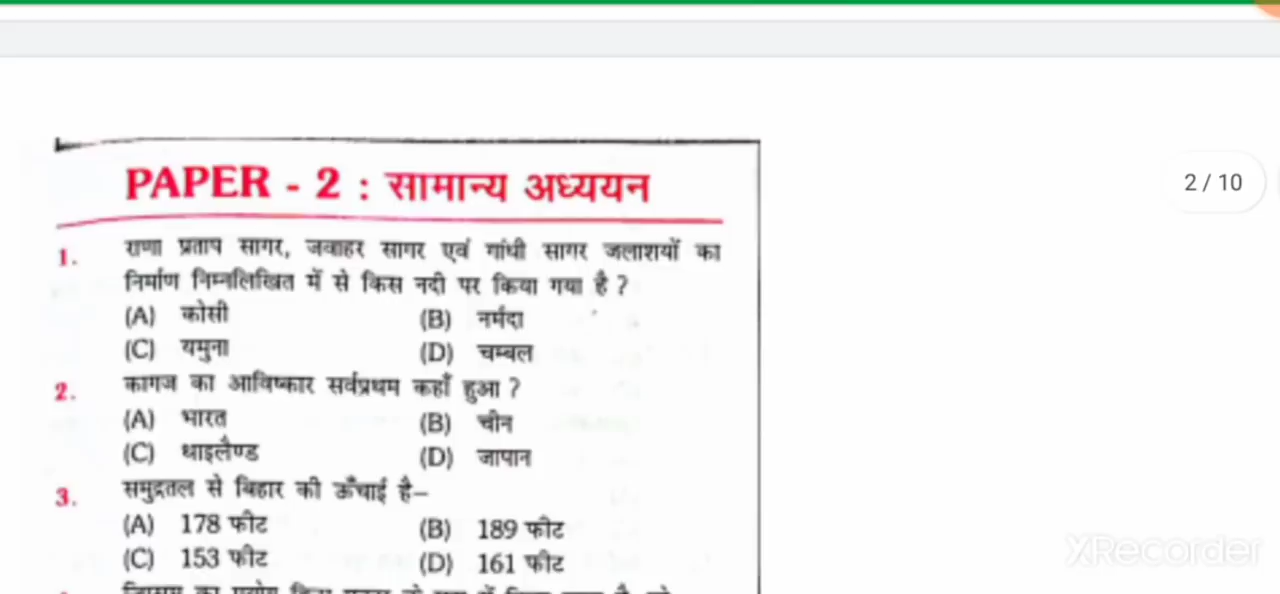 PAPER - 2 : सामान्य अध्ययन
2 / 10
1. राणा प्रताप सागर, जवाहर सागर एवं गांधी सागर जलाशयों का
निर्माण निम्नलिखित में से किस नदी पर किया गया है ?
(A) कोसी (B) नर्मदा
(C) यमुना (D) चम्बल
2. कागज का आविष्कार सर्वप्रथम कहाँ हुआ ?
(A) भारत (B) चीन
(C) थाइलैण्ड (D) जापान
3. समुद्रतल से बिहार की ऊँचाई है–
(A) 178 फीट (B) 189 फीट
(C) 153 फीट (D) 161 फीट
XRecorder